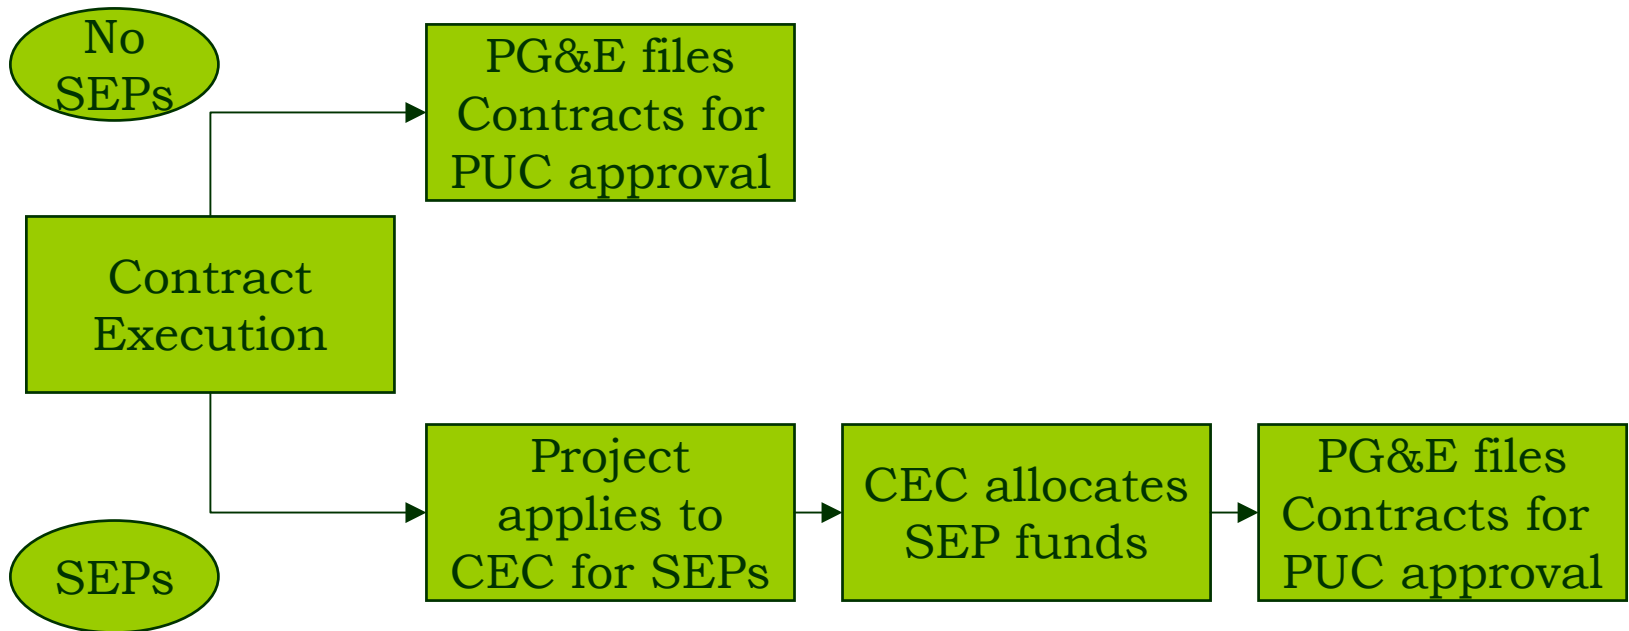 No
SEPs
PG&E files
Contracts for
PUC approval
Contract
Execution
Project
applies to
CEC for SEPs
CEC allocates
SEP funds
PG&E files
Contracts for
PUC approval
SEPs